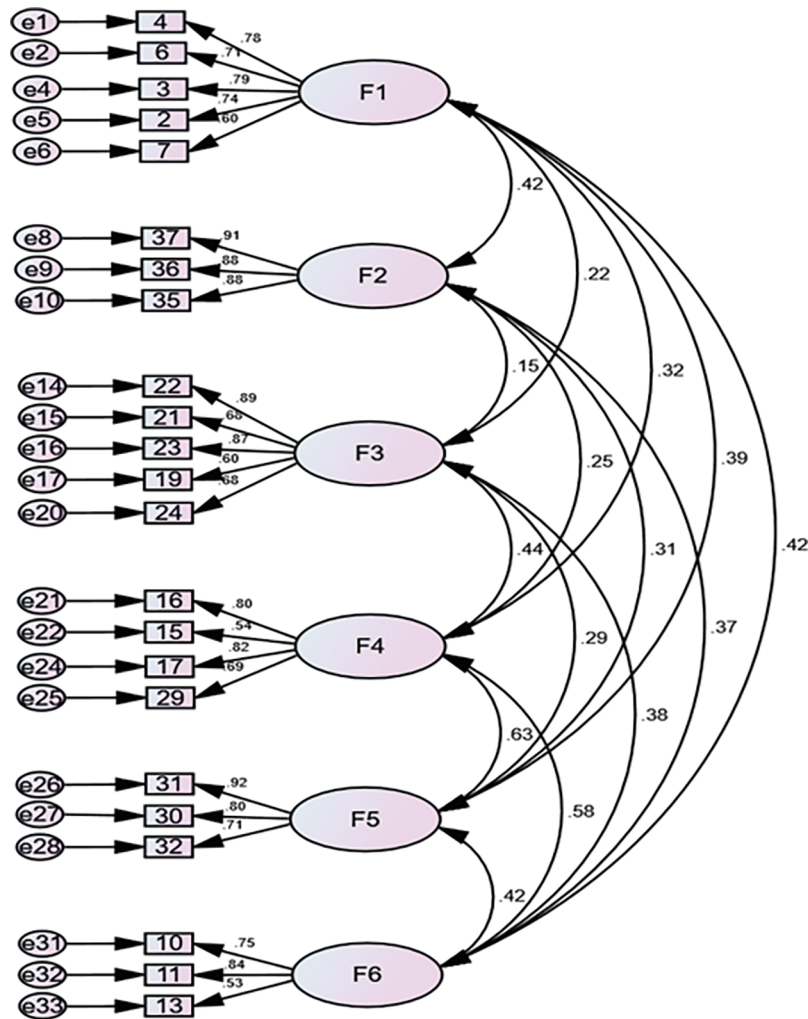 e1 4 .78
e2 6 .71
F1
e4 3 .79
e5 2 .74
e6 7 .60
.42
e8 37 .91
e9 36 .88
F2
.22
e10 35 .88
.15
.32
e14 22 .89
e15 21 .68
e16 23 .87
F3
.39
e17 19 .60
.25
e20 24 .68
.44
.31
.42
e21 16 .80
e22 15 .54
.37
.29
F4
e24 17 .82
e25 29 .69
.38
.63
e26 31 .92
e27 30 .80
.58
F5
e28 32 .71
.42
e31 10 .75
e32 11 .84
F6
e33 13 .53